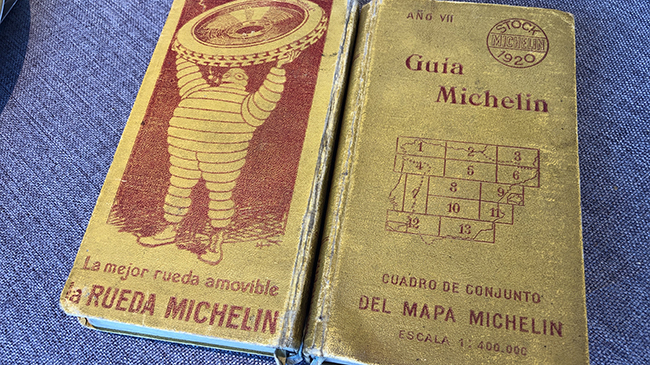 La mejor rueda amovible
la RUEDA MICHELIN
AÑO VII
STOCK
MICHELIN
1920
Guia
Michelin
1 2 3
4 5 6
7 8 9
10 11
12 13
CUADRO DE CONJUNTO
DEL MAPA MICHELIN
ESCALA 1:400.000